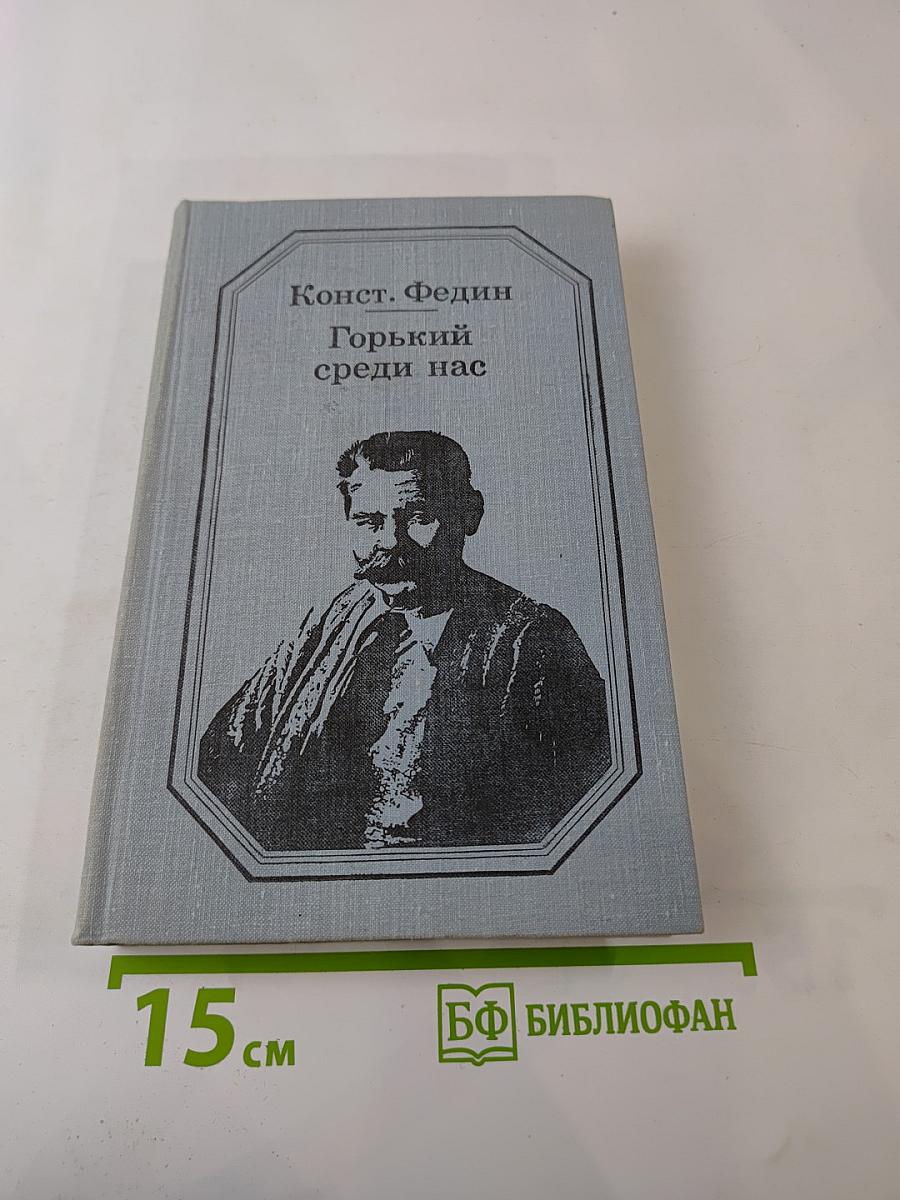 Конст. Федин
Горький
среди нас
15 см
БФ БИБЛИОФАН